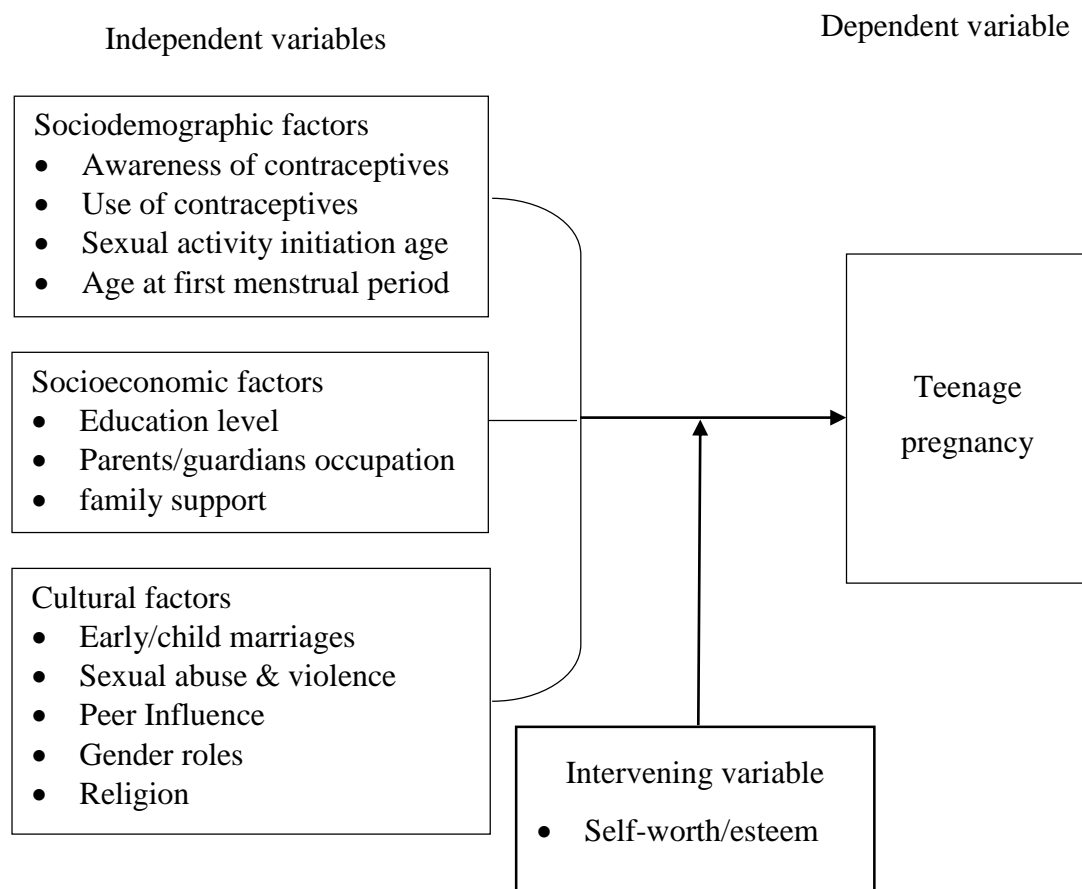 Independent variables
Dependent variable
Sociodemographic factors
• Awareness of contraceptives
• Use of contraceptives
• Sexual activity initiation age
• Age at first menstrual period
Socioeconomic factors
• Education level
• Parents/guardians occupation
• family support
Cultural factors
• Early/child marriages
• Sexual abuse & violence
• Peer Influence
• Gender roles
• Religion
Teenage
pregnancy
Intervening variable
• Self-worth/esteem